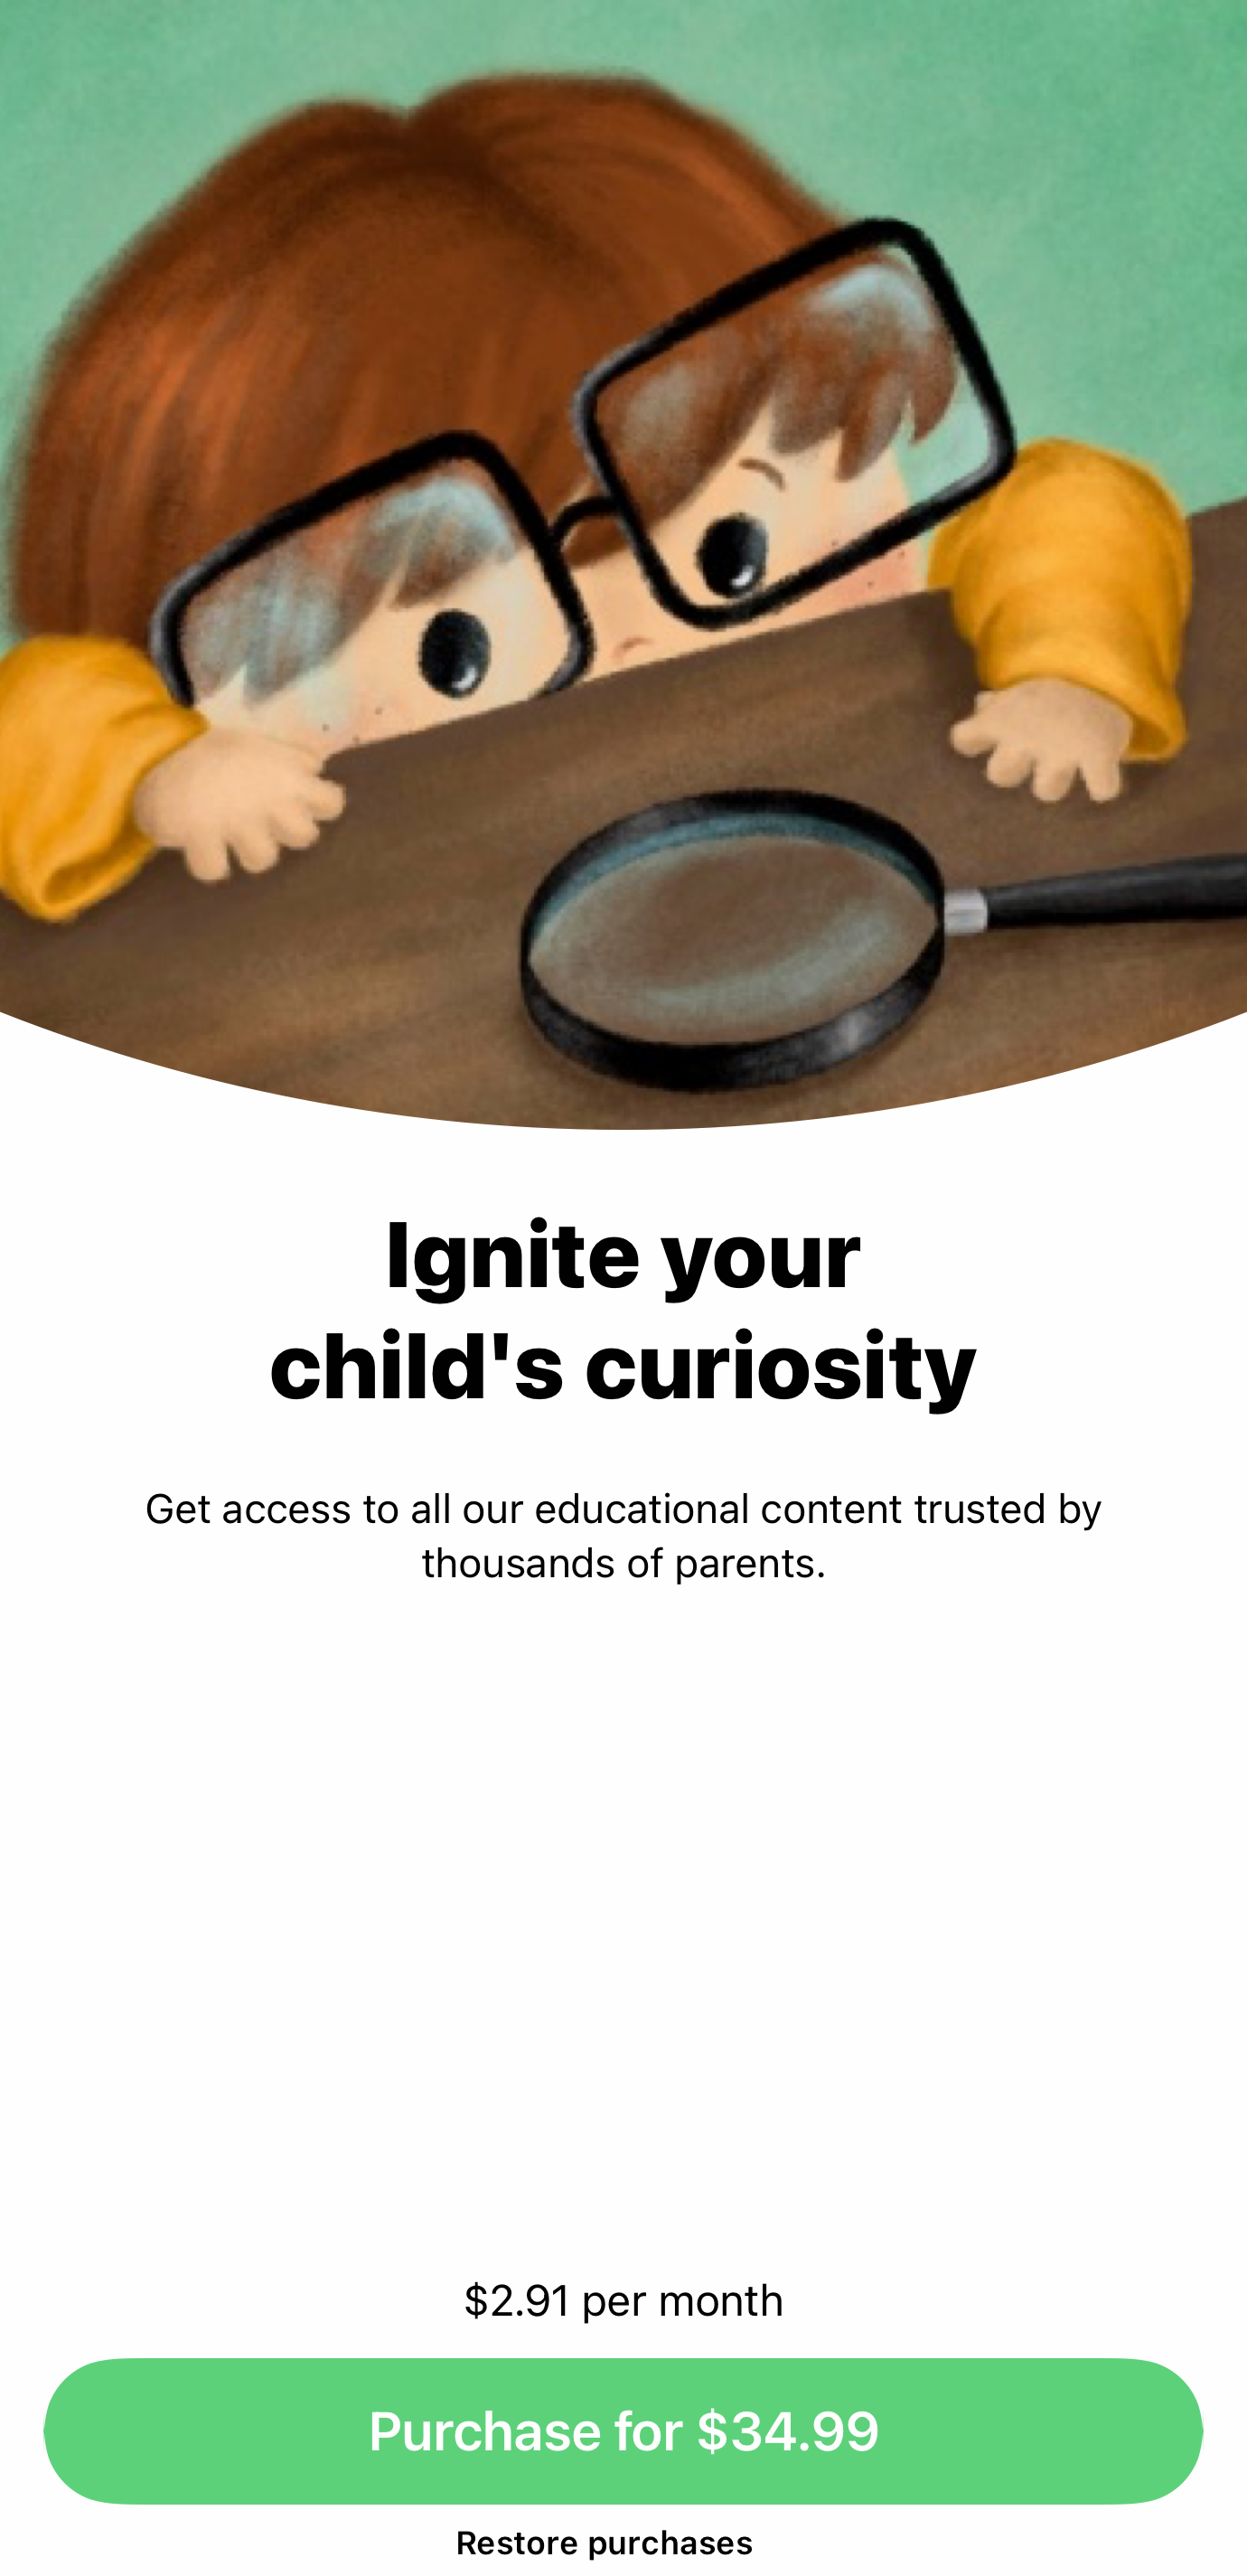 Ignite your
child's curiosity
Get access to all our educational content trusted by
thousands of parents.
$2.91 per month
Purchase for $34.99
Restore purchases